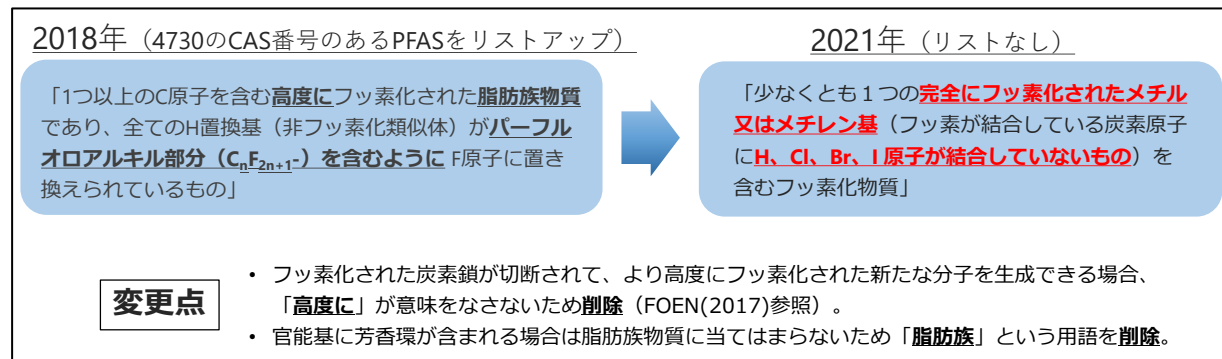 2018年（4730のCAS番号のあるPFASをリストアップ）
「1つ以上のC原子を含む高度にフッ素化された脂肪族物質
であり、全てのH置換基（非フッ素化類似体）がパーフル
オロアルキル部分（CnF2n+1-）を含むように F原子に置き
換えられているもの」
2021年（リストなし）
「少なくとも１つの完全にフッ素化されたメチル
又はメチレン基（フッ素が結合している炭素原子
にH、Cl、Br、I 原子が結合していないもの）を
含むフッ素化物質」
変更点
• フッ素化された炭素鎖が切断されて、より高度にフッ素化された新たな分子を生成できる場合、
「高度に」が意味をなさないため削除（FOEN(2017)参照）。
• 官能基に芳香環が含まれる場合は脂肪族物質に当てはまらないため「脂肪族」という用語を削除。